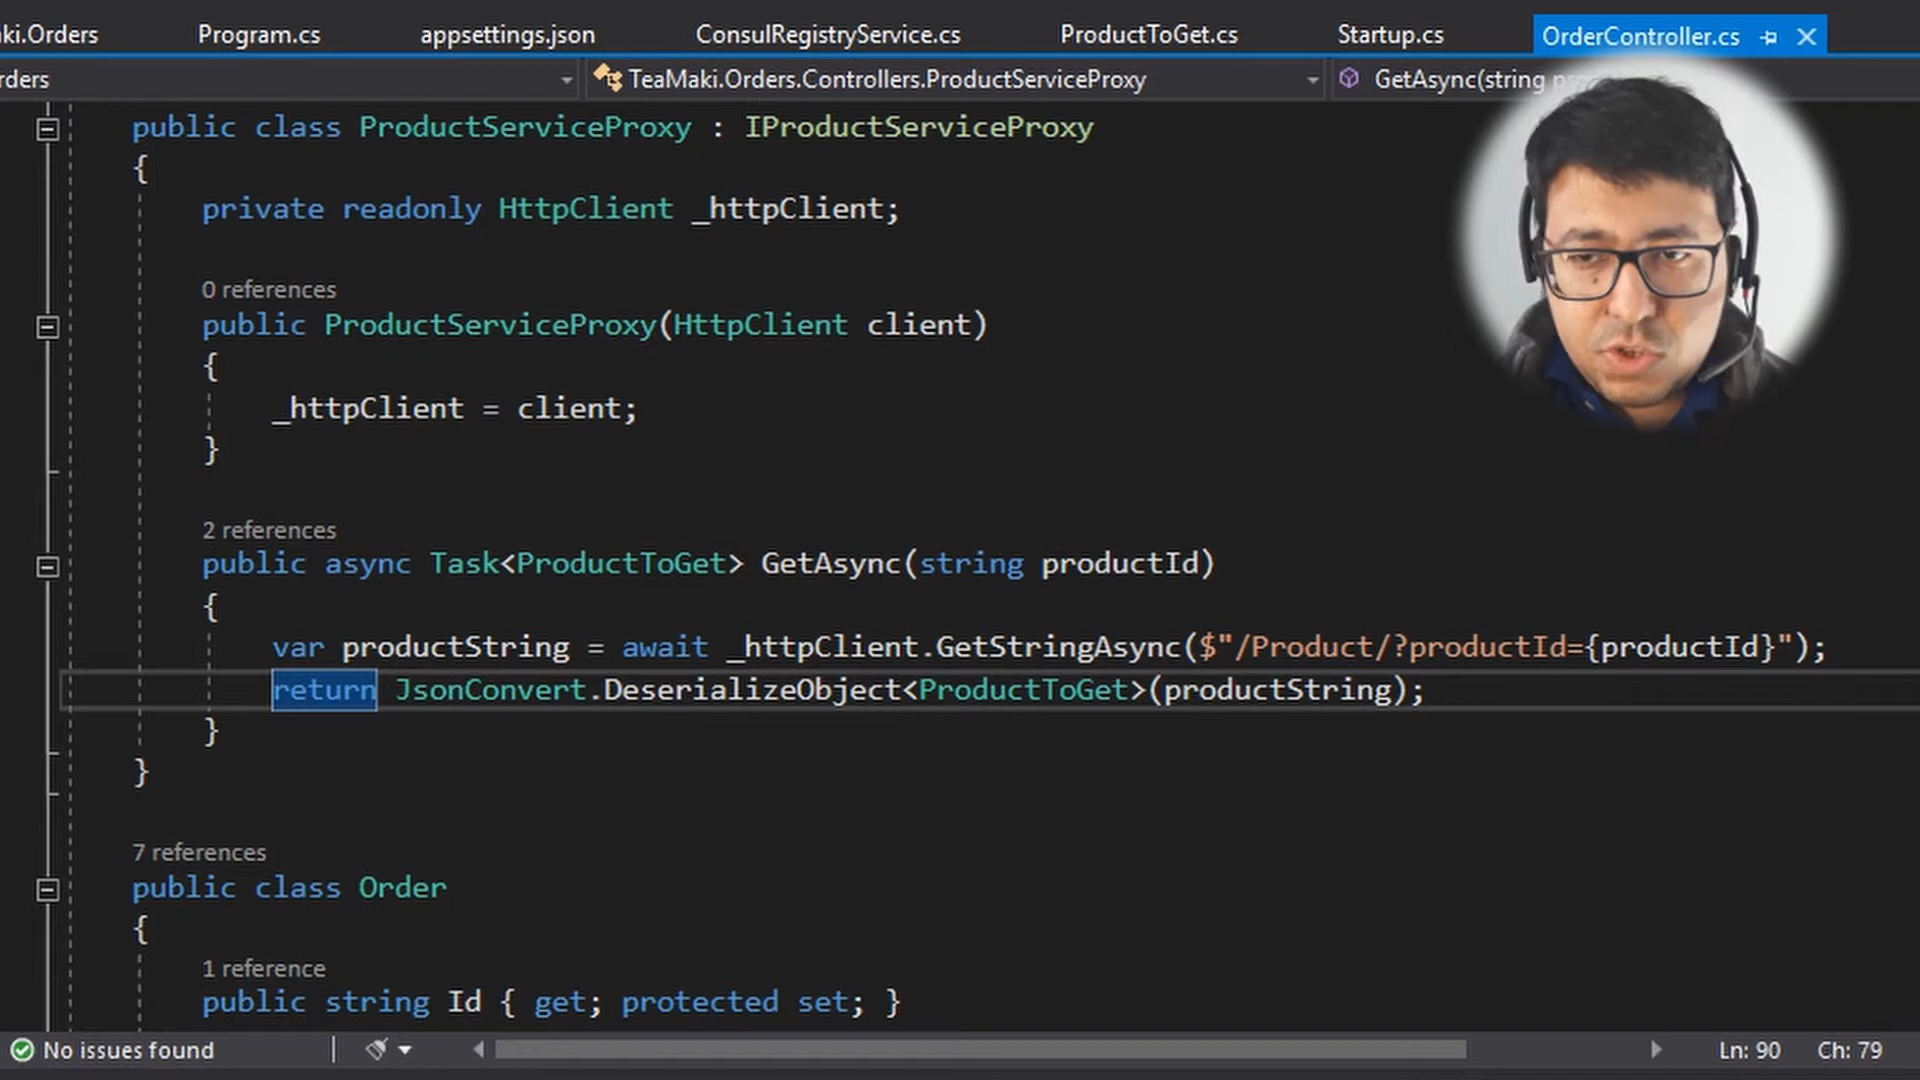 ki.Orders Program.cs appsettings.json ConsulRegistryService.cs ProductToGet.cs Startup.cs OrderController.cs
rders TeaMaki.Orders.Controllers.ProductServiceProxy GetAsync(string
public class ProductServiceProxy : IProductServiceProxy
{
private readonly HttpClient _httpClient;
0 references
public ProductServiceProxy(HttpClient client)
{
_httpClient = client;
}
2 references
public async Task<ProductToGet> GetAsync(string productId)
{
var productString = await _httpClient.GetStringAsync($"/Product/?productId={productId}");
return JsonConvert.DeserializeObject<ProductToGet>(productString);
}
}
7 references
public class Order
{
1 reference
public string Id { get; protected set; }
No issues found Ln: 90 Ch: 79